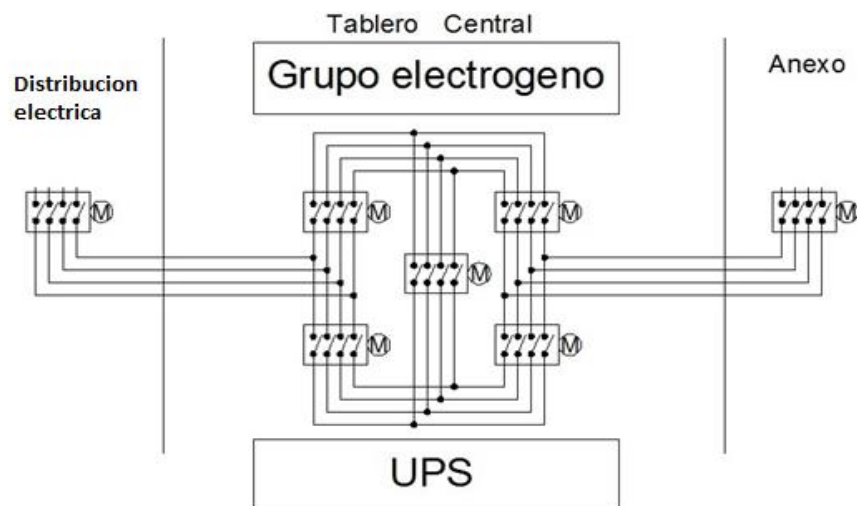 Tablero Central
Grupo electrogeno
Distribucion
electrica
Anexo
M
M
M
M
M
M
M
UPS